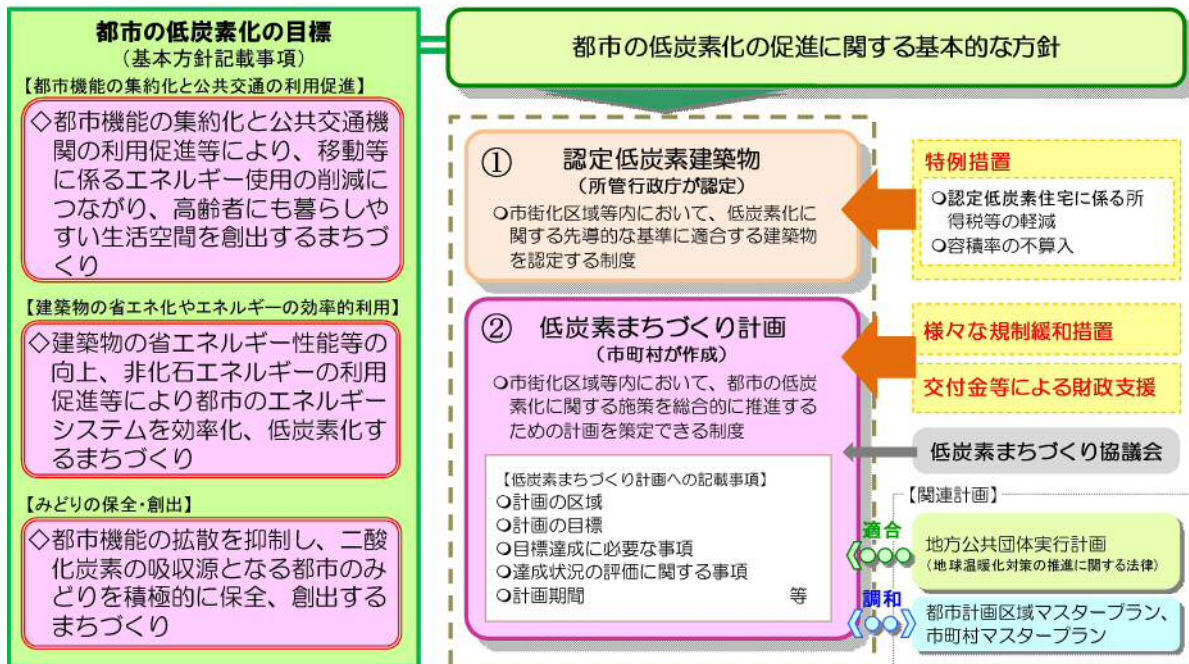 都市の低炭素化の目標
(基本方針記載事項)
【都市機能の集約化と公共交通の利用促進】
◇都市機能の集約化と公共交通機
関の利用促進等により、移動等
に係るエネルギー使用の削減に
つながり、高齢者にも暮らしや
すい生活空間を創出するまちづ
くり
【建築物の省エネ化やエネルギーの効率的利用】
◇建築物の省エネルギー性能等の
向上、非化石エネルギーの利用
促進等により都市のエネルギー
システムを効率化、低炭素化す
るまちづくり
【みどりの保全・創出】
◇都市機能の拡散を抑制し、二酸
化炭素の吸収源となる都市のみ
どりを積極的に保全、創出する
まちづくり
都市の低炭素化の促進に関する基本的な方針
① 認定低炭素建築物
(所管行政庁が認定)
○市街化区域等内において、低炭素化に
関する先導的な基準に適合する建築物
を認定する制度
特例措置
○認定低炭素住宅に係る所
得税等の軽減
○容積率の不算入
② 低炭素まちづくり計画
(市町村が作成)
○市街化区域等内において、都市の低炭
素化に関する施策を総合的に推進する
ための計画を策定できる制度
【低炭素まちづくり計画への記載事項】
○計画の区域
○計画の目標
○目標達成に必要な事項
○達成状況の評価に関する事項
○計画期間 等
様々な規制緩和措置
交付金等による財政支援
低炭素まちづくり協議会
【関連計画】
適合
地方公共団体実行計画
(地球温暖化対策の推進に関する法律)
調和
都市計画区域マスタープラン、
市町村マスタープラン